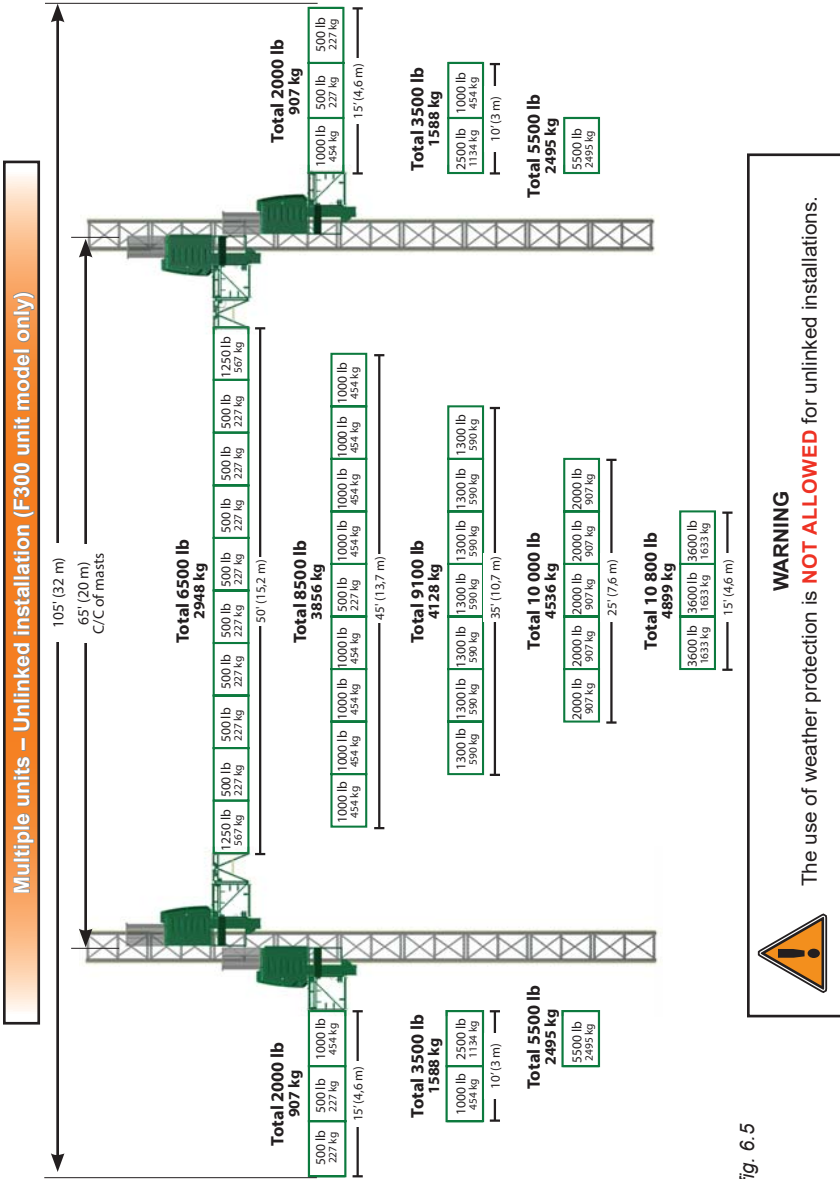 Multiple units – Unlinked installation (F300 unit model only)
105' (32 m)
65' (20 m)
C/C of masts
Total 2000 lb
907 kg
500 lb
227 kg
500 lb
227 kg
1000 lb
454 kg
15' (4,6 m)
Total 3500 lb
1588 kg
1000 lb
454 kg
2500 lb
1134 kg
10' (3 m)
Total 5500 lb
2495 kg
5500 lb
2495 kg
Total 6500 lb
2948 kg
1250 lb
567 kg
500 lb
227 kg
500 lb
227 kg
500 lb
227 kg
500 lb
227 kg
500 lb
227 kg
500 lb
227 kg
500 lb
227 kg
500 lb
227 kg
1250 lb
567 kg
50' (15,2 m)
Total 8500 lb
3856 kg
1000 lb
454 kg
1000 lb
454 kg
1000 lb
454 kg
1000 lb
454 kg
500 lb
227 kg
1000 lb
454 kg
1000 lb
454 kg
1000 lb
454 kg
1000 lb
454 kg
45' (13,7 m)
Total 9100 lb
4128 kg
1300 lb
590 kg
1300 lb
590 kg
1300 lb
590 kg
1300 lb
590 kg
1300 lb
590 kg
1300 lb
590 kg
1300 lb
590 kg
35' (10,7 m)
Total 10 000 lb
4536 kg
2000 lb
907 kg
2000 lb
907 kg
2000 lb
907 kg
2000 lb
907 kg
2000 lb
907 kg
25' (7,6 m)
Total 10 800 lb
4899 kg
3600 lb
1633 kg
3600 lb
1633 kg
3600 lb
1633 kg
15' (4,6 m)
Total 2000 lb
907 kg
1000 lb
454 kg
500 lb
227 kg
500 lb
227 kg
15' (4,6 m)
Total 3500 lb
1588 kg
2500 lb
1134 kg
1000 lb
454 kg
10' (3 m)
Total 5500 lb
2495 kg
5500 lb
2495 kg
fig. 6.5
WARNING
The use of weather protection is NOT ALLOWED for unlinked installations.